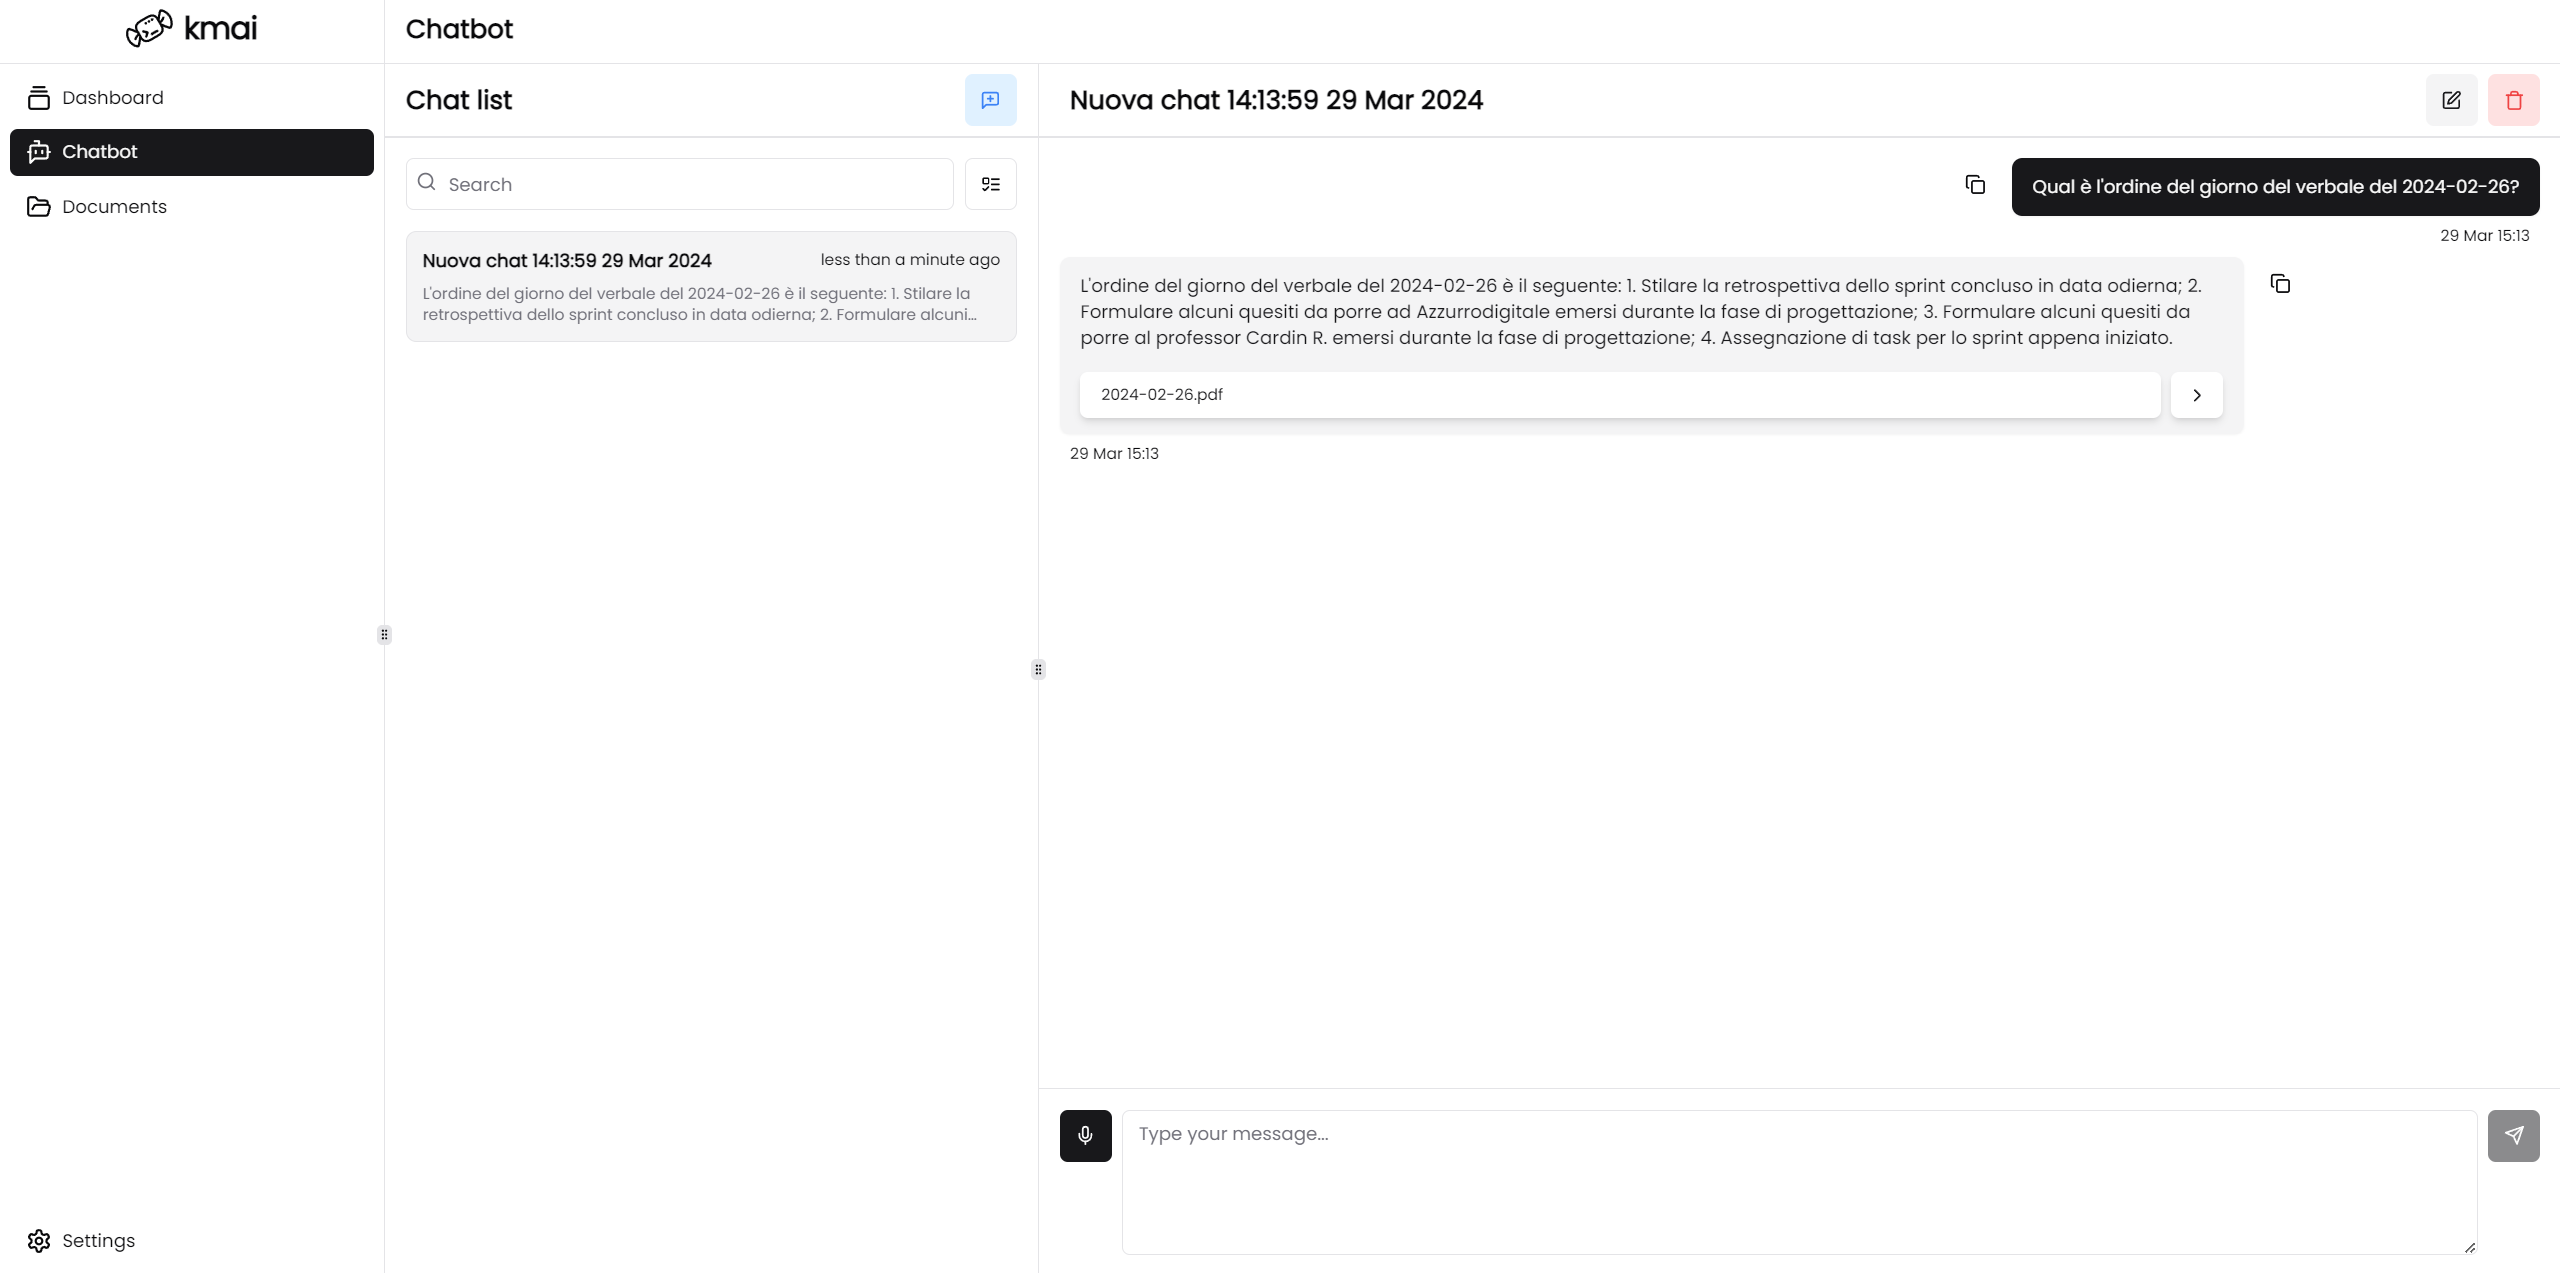 kmai
Chatbot
Dashboard
Chatbot
Documents
Settings
Chat list
Search
Nuova chat 14:13:59 29 Mar 2024
less than a minute ago
L'ordine del giorno del verbale del 2024-02-26 è il seguente: 1. Stilare la
retrospettiva dello sprint concluso in data odierna; 2. Formulare alcuni...
Nuova chat 14:13:59 29 Mar 2024
Qual è l'ordine del giorno del verbale del 2024-02-26?
29 Mar 15:13
L'ordine del giorno del verbale del 2024-02-26 è il seguente: 1. Stilare la retrospettiva dello sprint concluso in data odierna; 2.
Formulare alcuni quesiti da porre ad Azzurrodigitale emersi durante la fase di progettazione; 3. Formulare alcuni quesiti da
porre al professor Cardin R. emersi durante la fase di progettazione; 4. Assegnazione di task per lo sprint appena iniziato.
2024-02-26.pdf
29 Mar 15:13
Type your message...